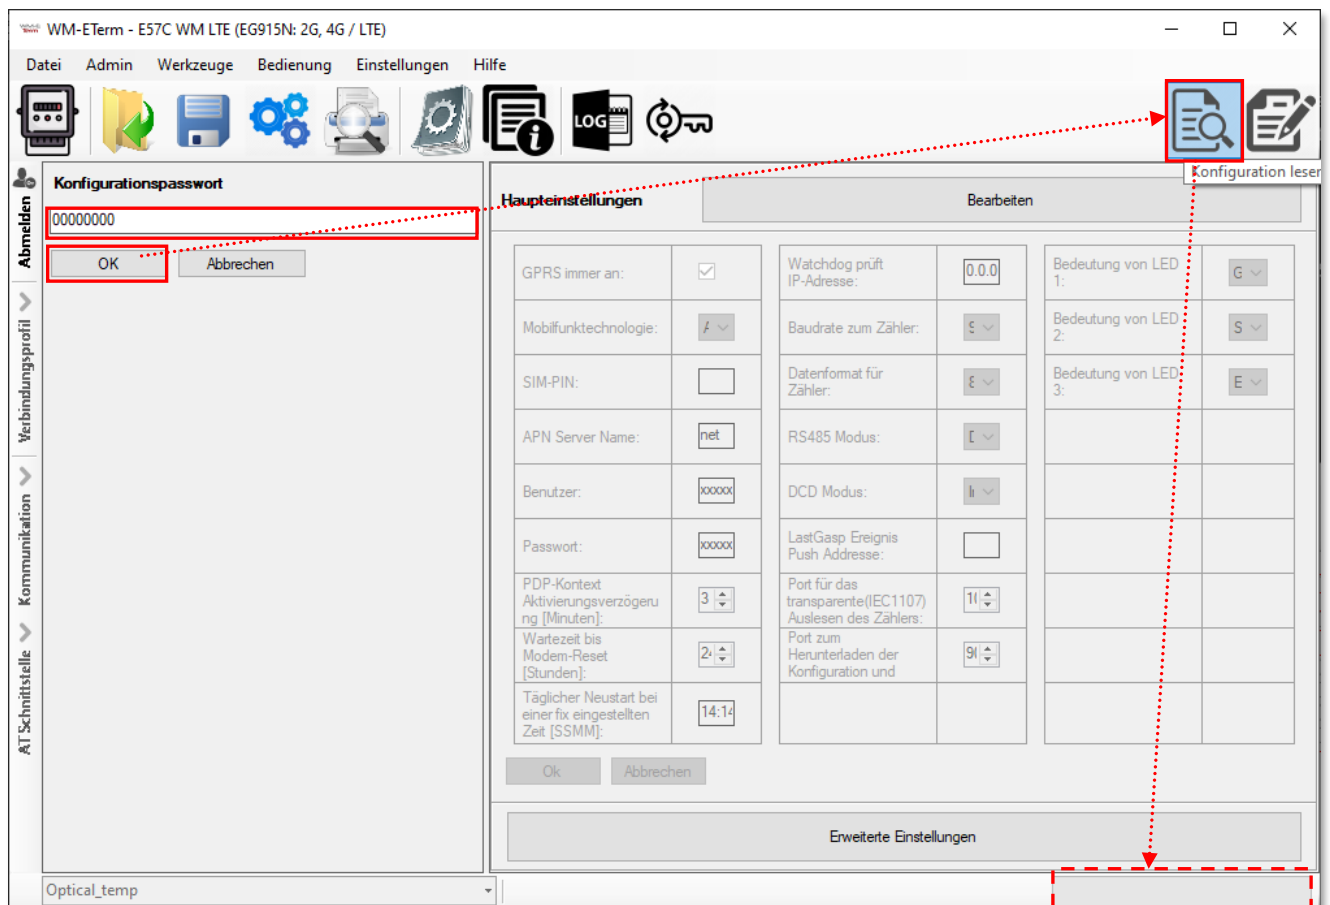 WM-ETerm - E57C WM LTE (EG915N: 2G, 4G / LTE)
Datei Admin Werkzeuge Bedienung Einstellungen Hilfe
LOG
Konfiguration leser
Abmelden
Verbindungsprofil
Kommunikation
AT Schnittstelle
Konfigurationspasswort
00000000
OK Abbrechen
Haupteinstellungen
Bearbeiten
GPRS immer an:
Mobilfunktechnologie:
SIM-PIN:
APN Server Name: net
Benutzer: xxxxx
Passwort: xxxxx
PDP-Kontext
Aktivierungsverzögeru
ng [Minuten]: 3
Wartezeit bis
Modem-Reset
[Stunden]: 24
Täglicher Neustart bei
einer fix eingestellten
Zeit [SSMM]: 14:14
Watchdog prüft
IP-Adresse: 0.0.0
Baudrate zum Zähler:
Datenformat für
Zähler:
RS485 Modus:
DCD Modus:
LastGasp Ereignis
Push Addresse:
Port für das
transparente(IEC1107)
Auslesen des Zählers:
Port zum
Herunterladen der
Konfiguration und
Bedeutung von LED
1: G
Bedeutung von LED
2: S
Bedeutung von LED
3: E
Ok Abbrechen
Erweiterte Einstellungen
Optical_temp